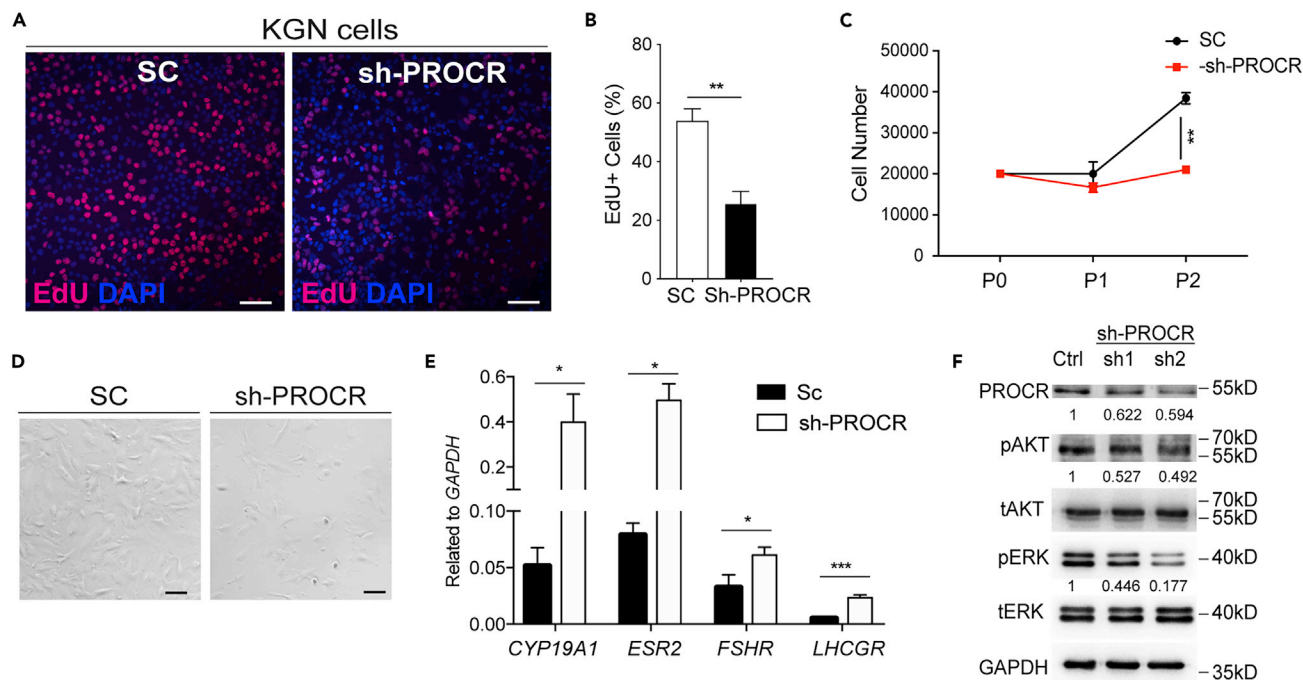 A
KGN cells
SC
sh-PROCR
EdU DAPI
EdU DAPI
B
EdU+ Cells (%)
80
60
40
20
0
**
SC
Sh-PROCR
C
Cell Number
50000
40000
30000
20000
10000
0
P0
P1
P2
**
SC
-sh-PROCR
D
SC
sh-PROCR
E
Related to GAPDH
0.6
0.4
0.2
0.10
0.05
0.00
*
*
*
***
Sc
sh-PROCR
CYP19A1
ESR2
FSHR
LHCGR
F
sh-PROCR
Ctrl sh1 sh2
PROCR
55kD
1 0.622 0.594
pAKT
70kD
55kD
1 0.527 0.492
tAKT
70kD
55kD
pERK
40kD
1 0.446 0.177
tERK
40kD
GAPDH
35kD